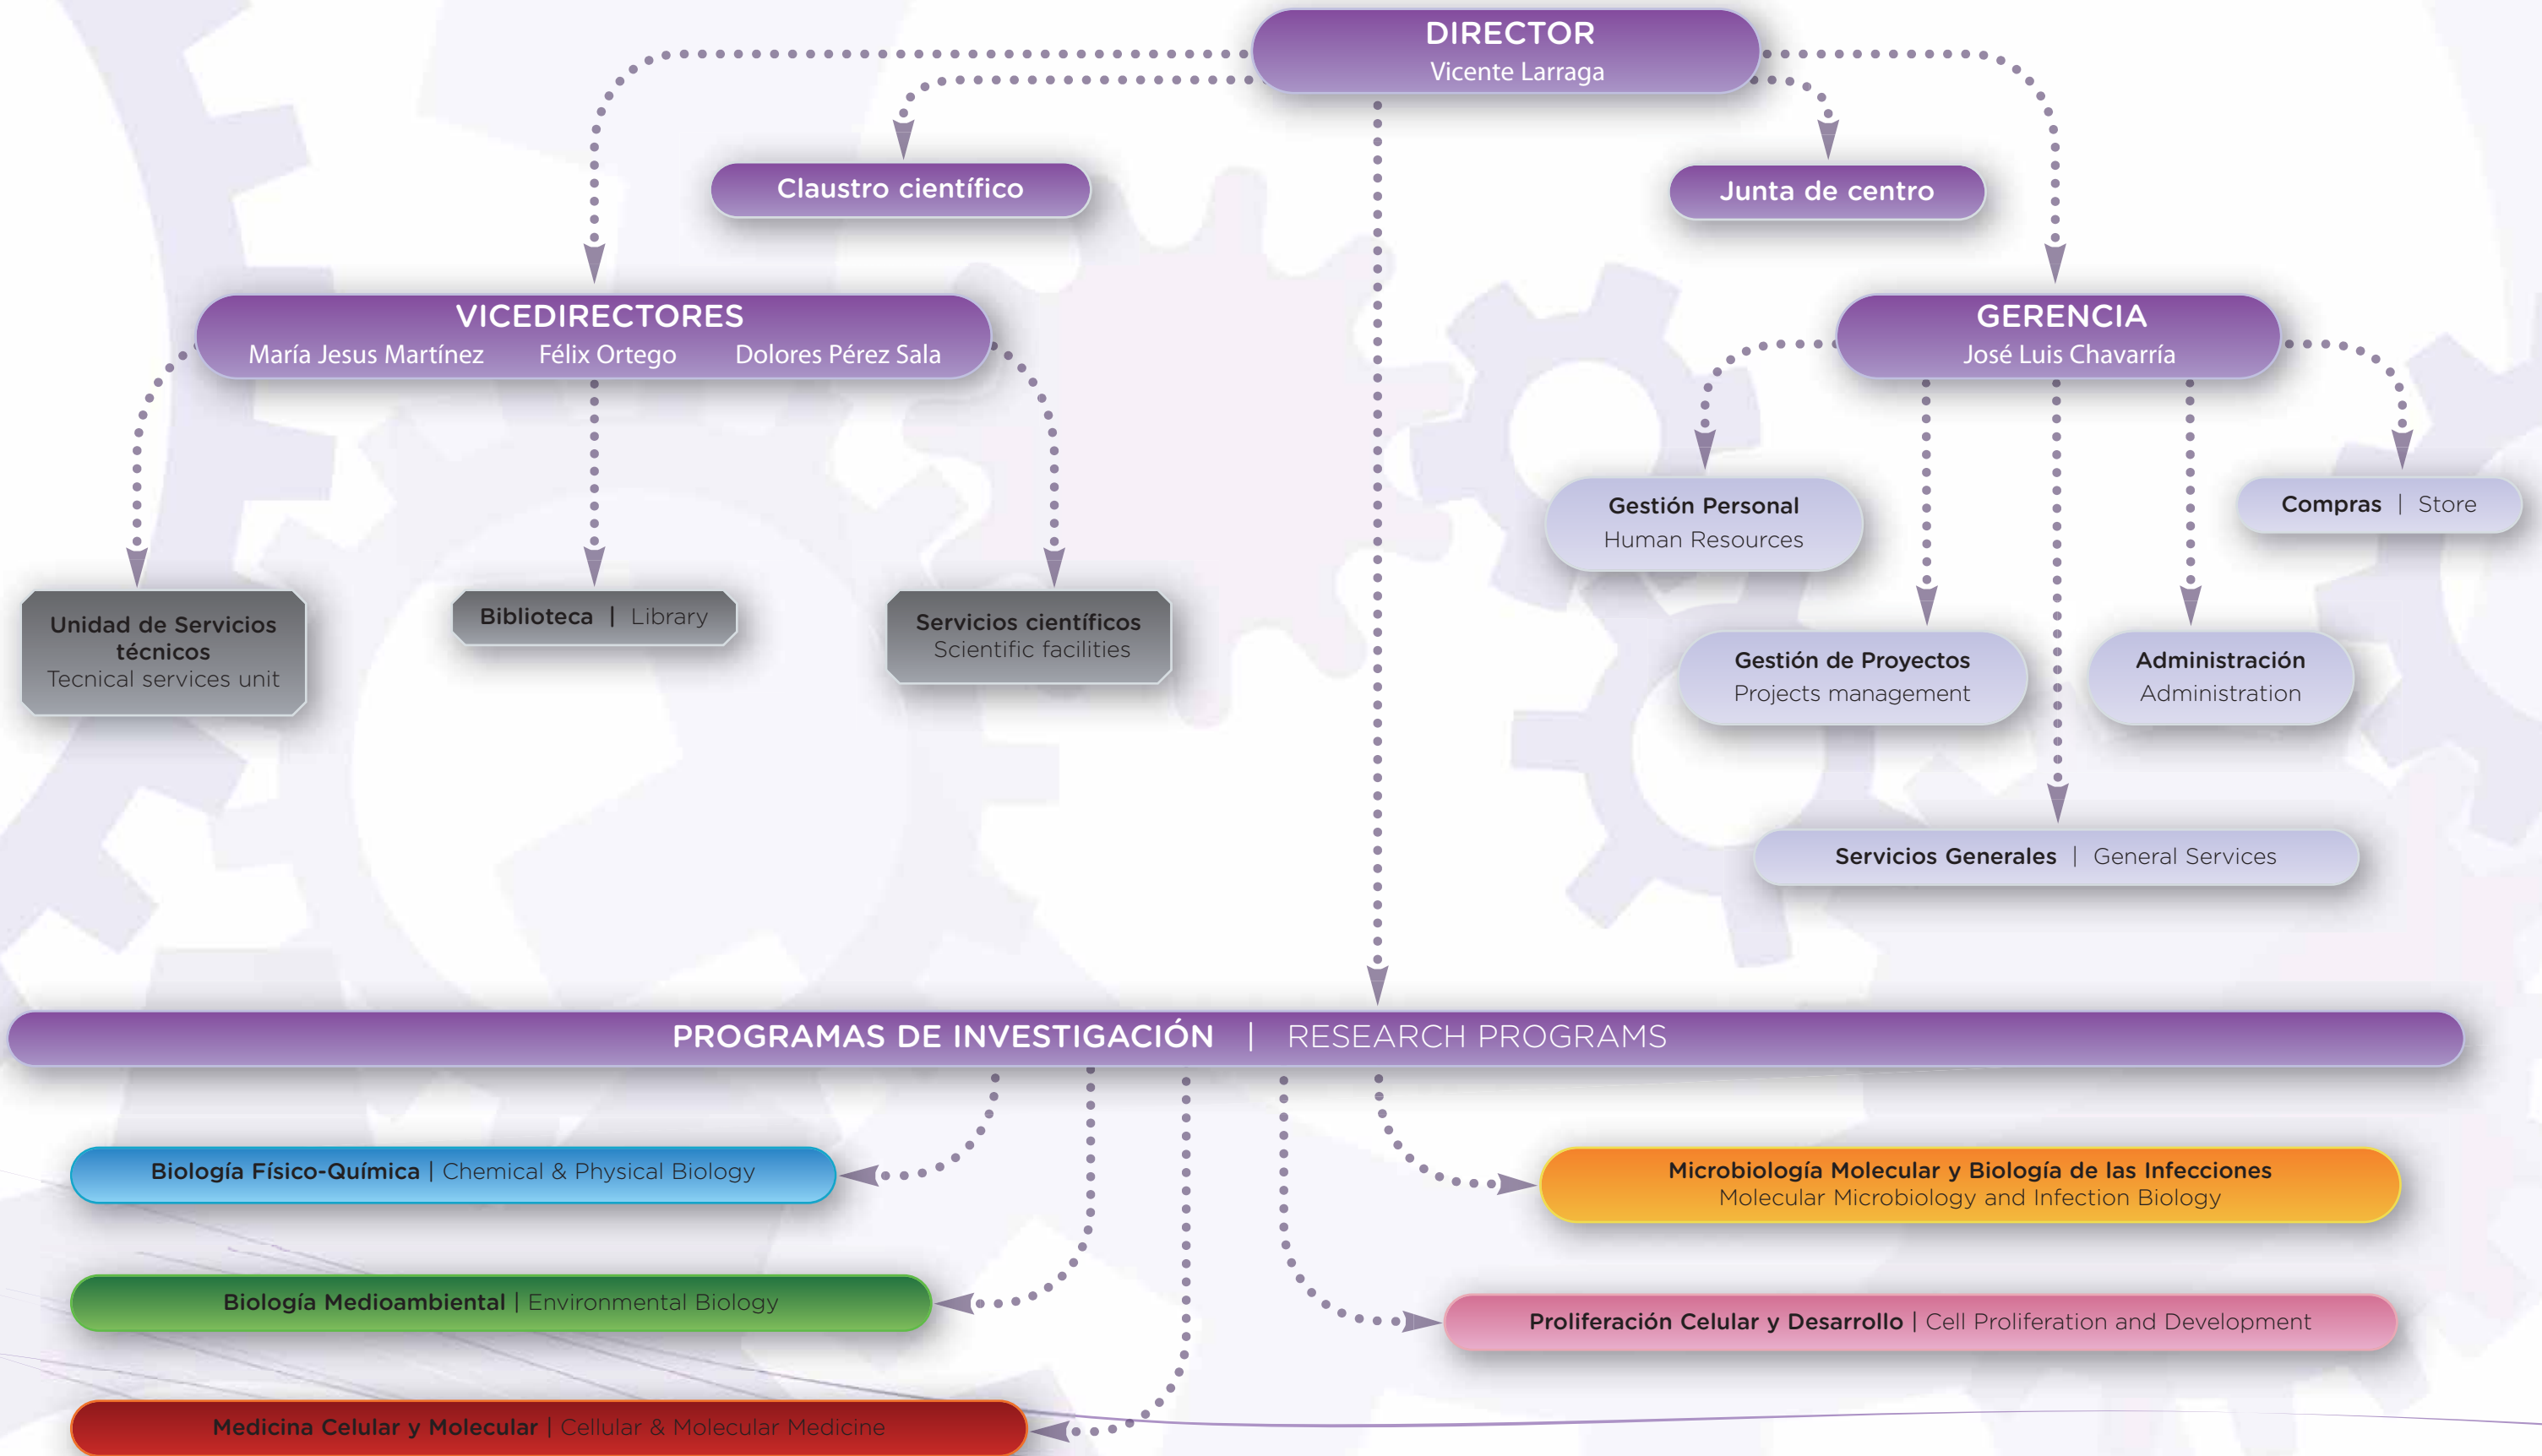 DIRECTOR
Vicente Larraga
Claustro científico
Junta de centro
VICEDIRECTORES
María Jesus Martínez Félix Ortego Dolores Pérez Sala
GERENCIA
José Luis Chavarría
Gestión Personal
Human Resources
Compras | Store
Unidad de Servicios
técnicos
Tecnical services unit
Biblioteca | Library
Servicios científicos
Scientific facilities
Gestión de Proyectos
Projects management
Administración
Administration
Servicios Generales | General Services
PROGRAMAS DE INVESTIGACIÓN | RESEARCH PROGRAMS
Biología Físico-Química | Chemical & Physical Biology
Microbiología Molecular y Biología de las Infecciones
Molecular Microbiology and Infection Biology
Biología Medioambiental | Environmental Biology
Proliferación Celular y Desarrollo | Cell Proliferation and Development
Medicina Celular y Molecular | Cellular & Molecular Medicine